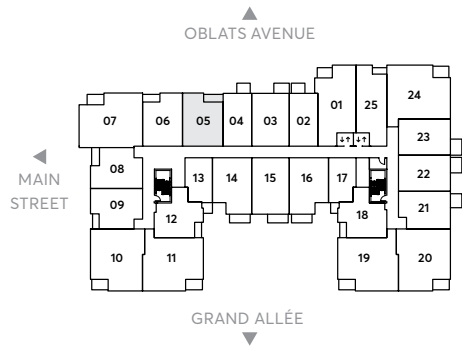 OBLATS AVENUE
01 25 24
07 06 05 04 03 02
23
MAIN
STREET
08 13 14 15 16 17 22
09 12 18 21
10 11 19 20
GRAND ALLÉE